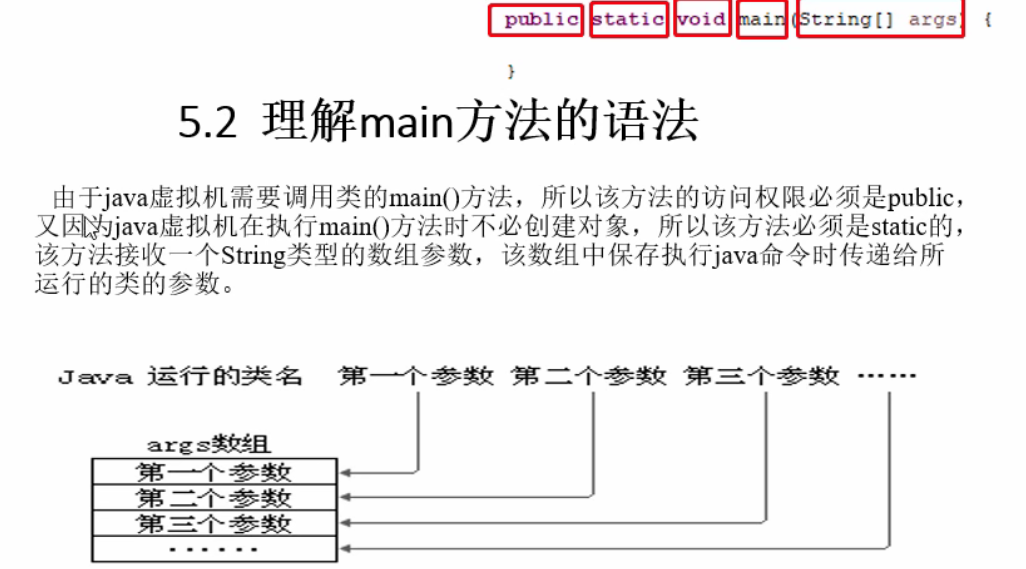 public static void main(String[] args) {
}
5.2 理解main方法的语法
由于java虚拟机需要调用类的main()方法，所以该方法的访问权限必须是public，
又因为java虚拟机在执行main()方法时不必创建对象，所以该方法必须是static的，
该方法接收一个String类型的数组参数，该数组中保存执行java命令时传递给所
运行的类的参数。
Java 运行的类名 第一个参数 第二个参数 第三个参数 ……
args数组
第一个参数
第二个参数
第三个参数
……